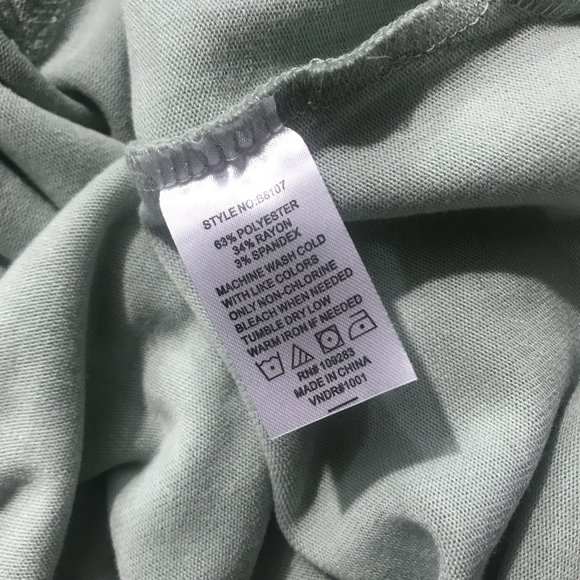 STYLE NO:B8107
63% POLYESTER
34% RAYON
3% SPANDEX
MACHINE WASH COLD
WITH LIKE COLORS
ONLY NON-CHLORINE
BLEACH WHEN NEEDED
TUMBLE DRY LOW
WARM IRON IF NEEDED
RN# 109283
MADE IN CHINA
VNDR#1001